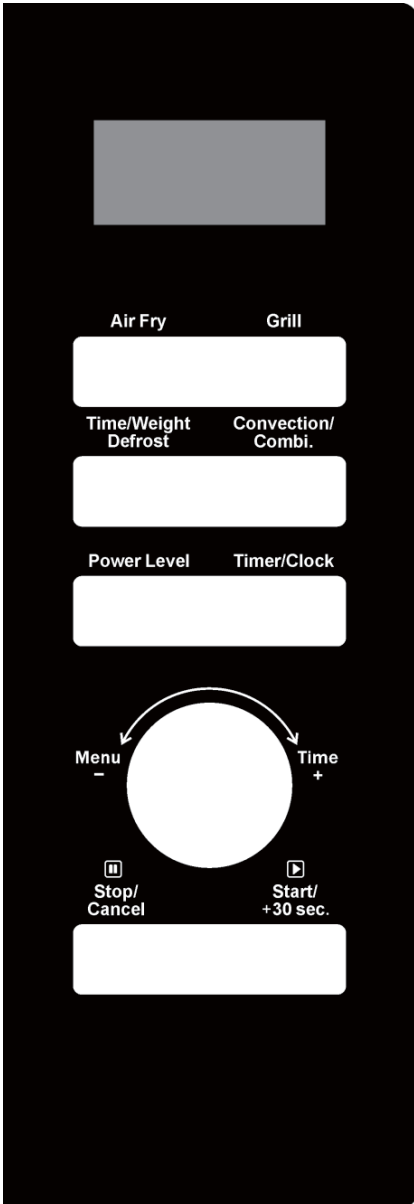 Air Fry Grill
Time/Weight Convection/
Defrost Combi.
Power Level Timer/Clock
Menu Time
- +
Stop/ Start/
Cancel +30 sec.